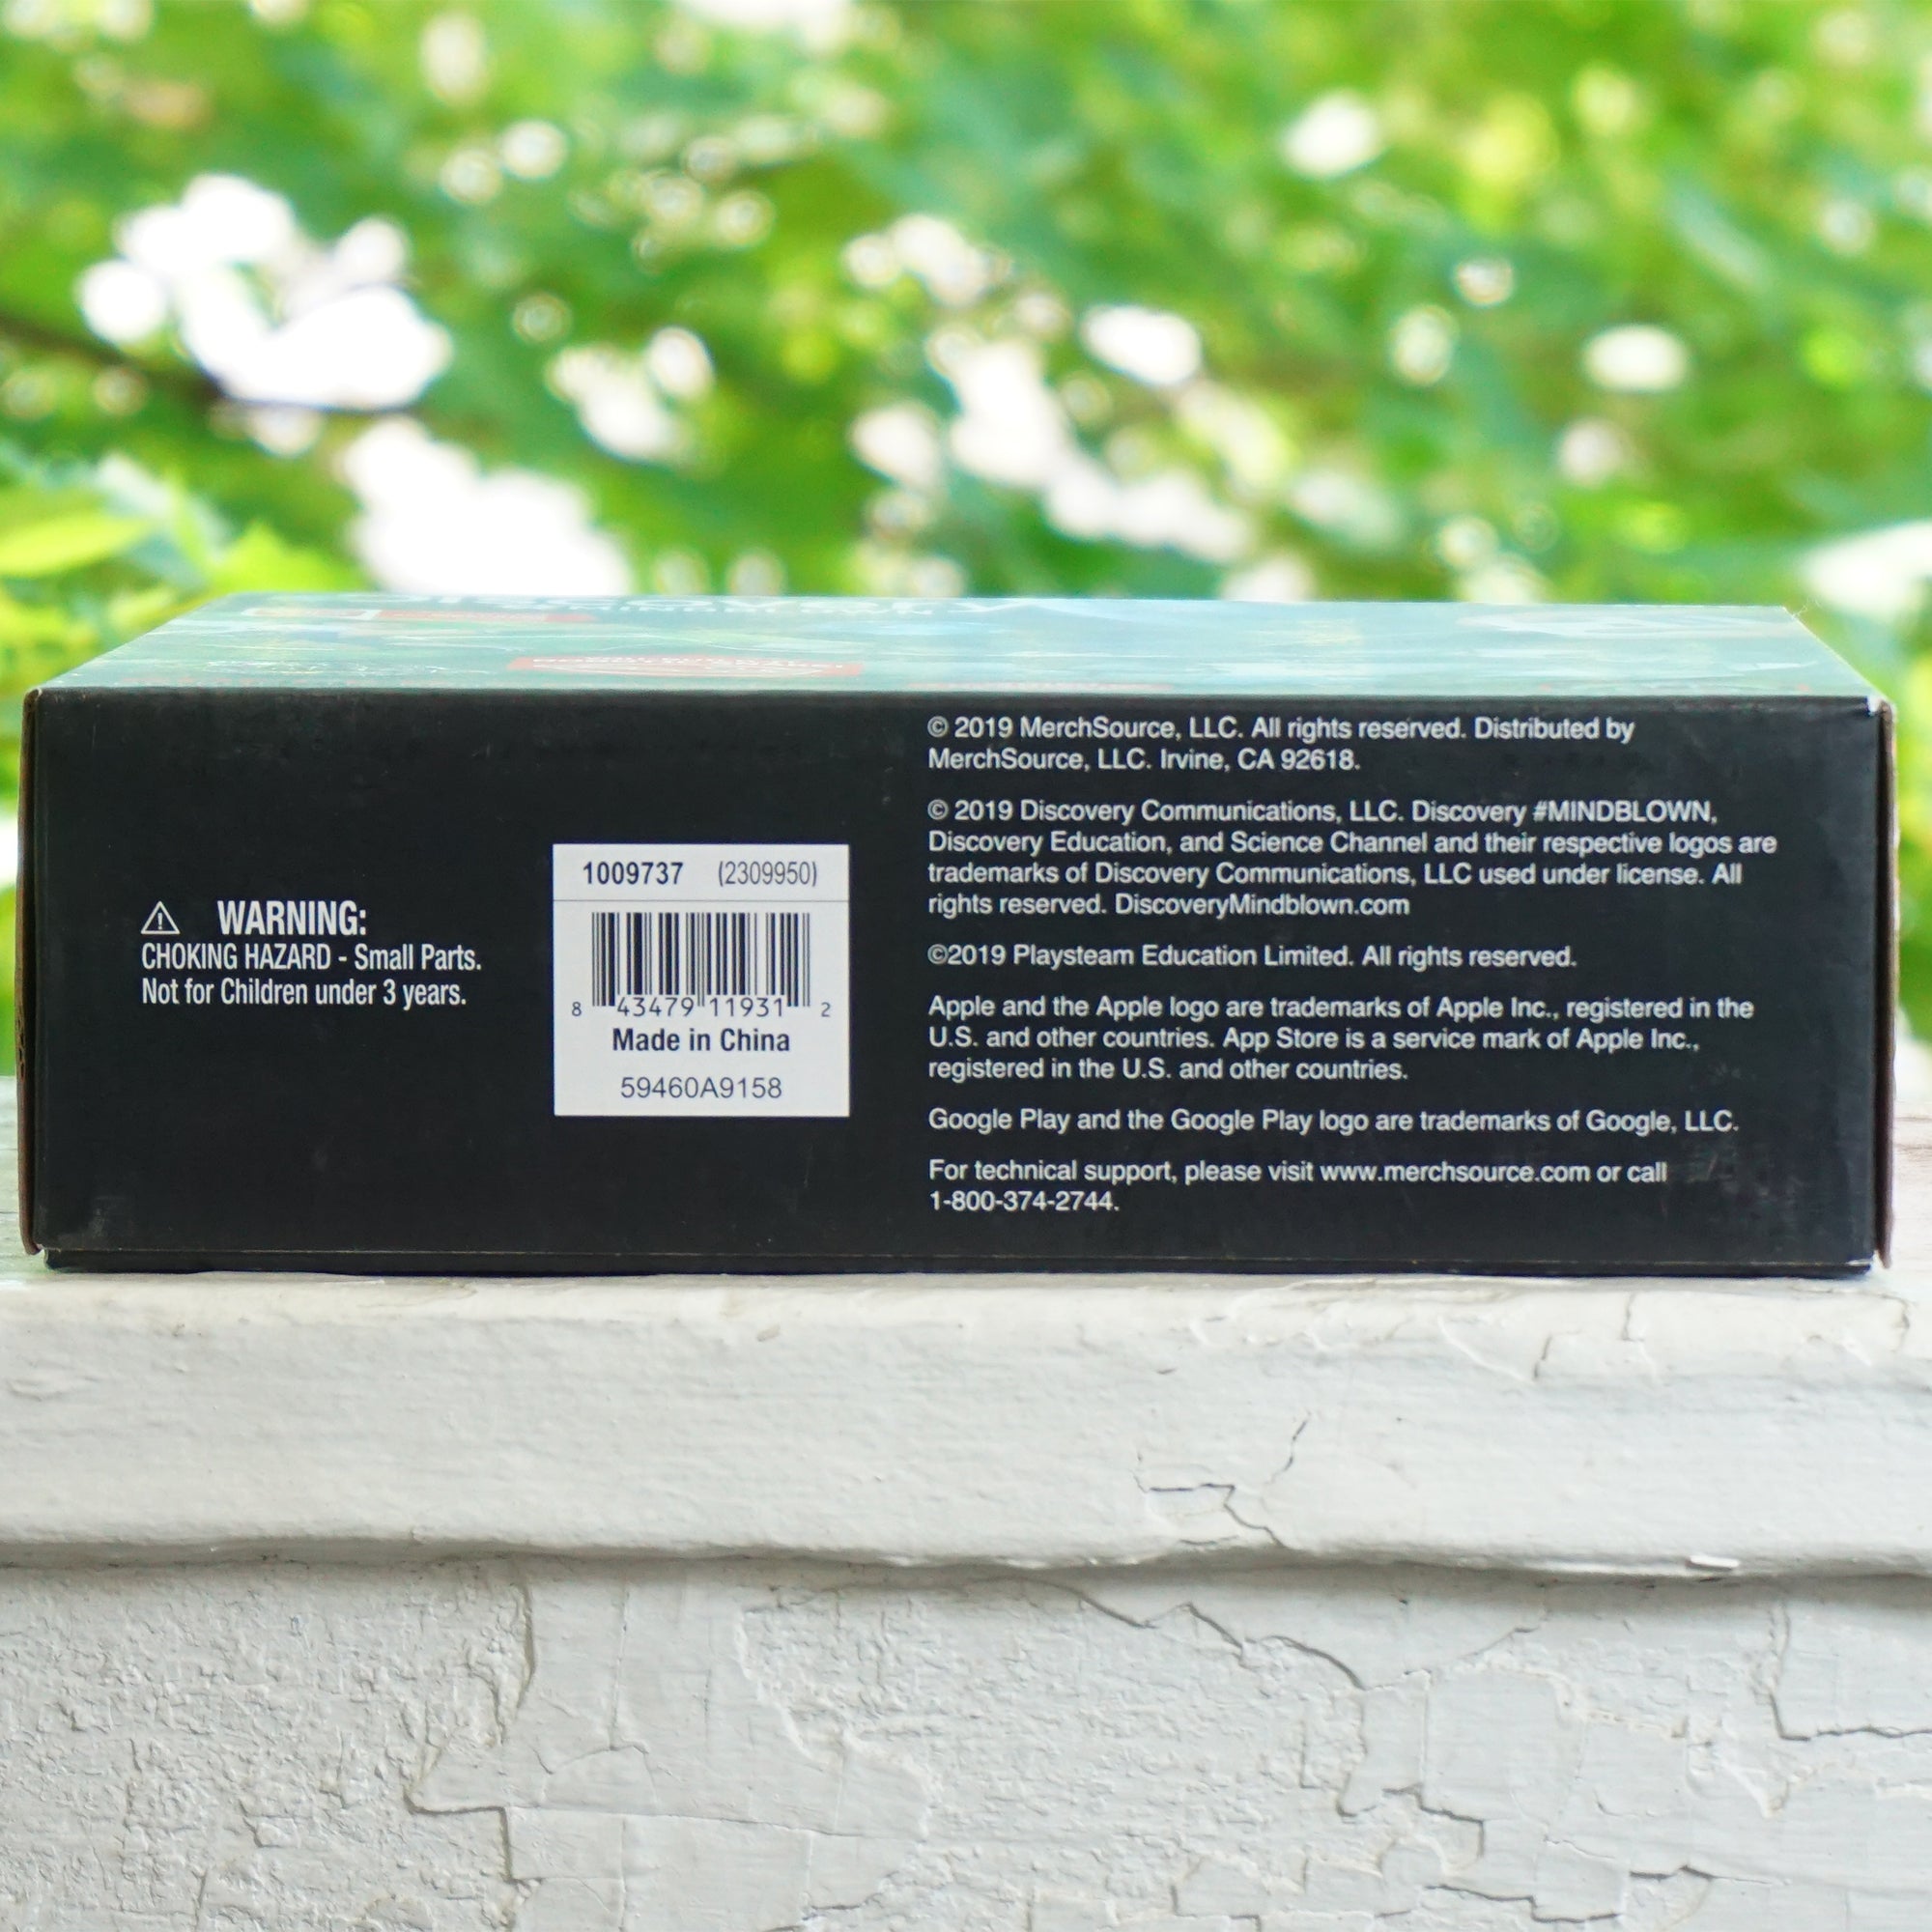 WARNING:
CHOKING HAZARD - Small Parts.
Not for Children under 3 years.
1009737 (2309950)
8 43479 11931 2
Made in China
59460A9158
© 2019 MerchSource, LLC. All rights reserved. Distributed by
MerchSource, LLC. Irvine, CA 92618.
© 2019 Discovery Communications, LLC. Discovery #MINDBLOWN,
Discovery Education, and Science Channel and their respective logos are
trademarks of Discovery Communications, LLC used under license. All
rights reserved. DiscoveryMindblown.com
©2019 Playsteam Education Limited. All rights reserved.
Apple and the Apple logo are trademarks of Apple Inc., registered in the
U.S. and other countries. App Store is a service mark of Apple Inc.,
registered in the U.S. and other countries.
Google Play and the Google Play logo are trademarks of Google, LLC.
For technical support, please visit www.merchsource.com or call
1-800-374-2744.